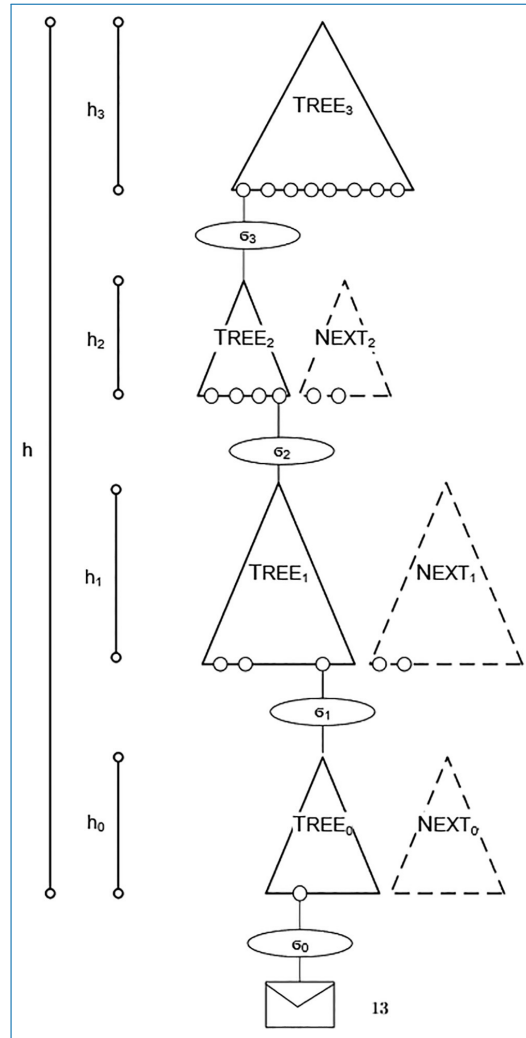 TREE₃
h₃
σ₃
TREE₂ NEXT₂
h₂
σ₂
h
TREE₁ NEXT₁
h₁
σ₁
TREE₀ NEXT₀
h₀
σ₀
13